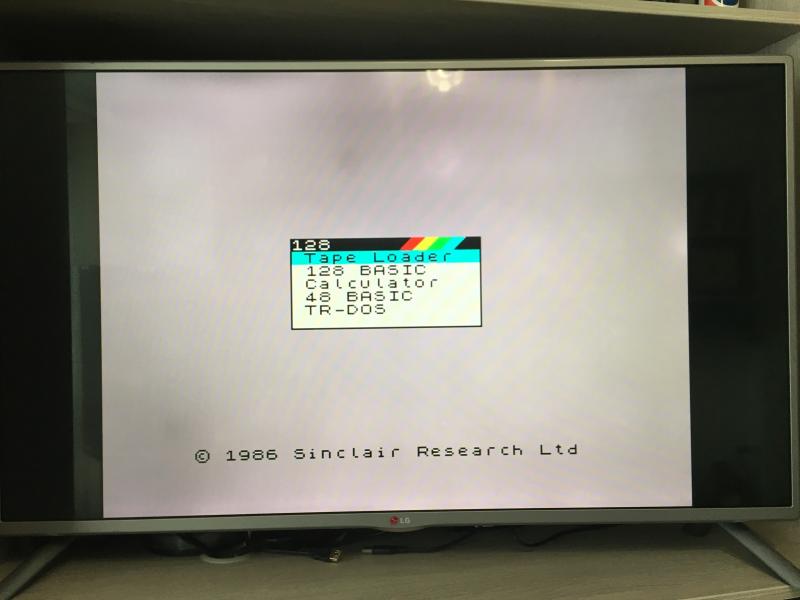 128
Tape Loader
128 BASIC
Calculator
48 BASIC
TR-DOS
© 1986 Sinclair Research Ltd
LG